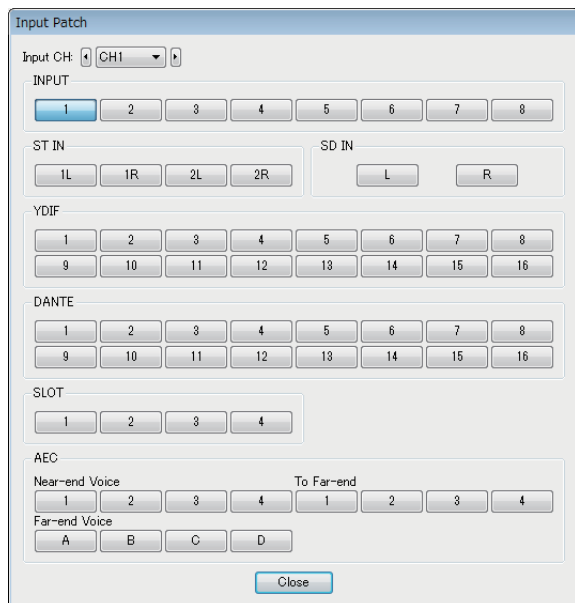 Input Patch
Input CH: CH1
INPUT
1 2 3 4 5 6 7 8
ST IN SD IN
1L 1R 2L 2R L R
YDIF
1 2 3 4 5 6 7 8
9 10 11 12 13 14 15 16
DANTE
1 2 3 4 5 6 7 8
9 10 11 12 13 14 15 16
SLOT
1 2 3 4
AEC
Near-end Voice To Far-end
1 2 3 4 1 2 3 4
Far-end Voice
A B C D
Close